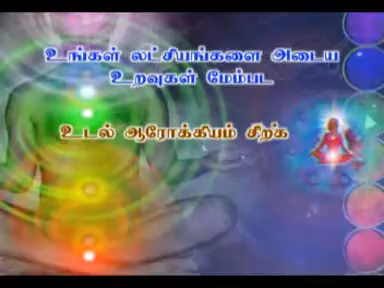 உங்கள் லட்சியங்களை அடைய
உறவுகள் மேம்பட
உடல் ஆரோக்கியம் சிறக்க